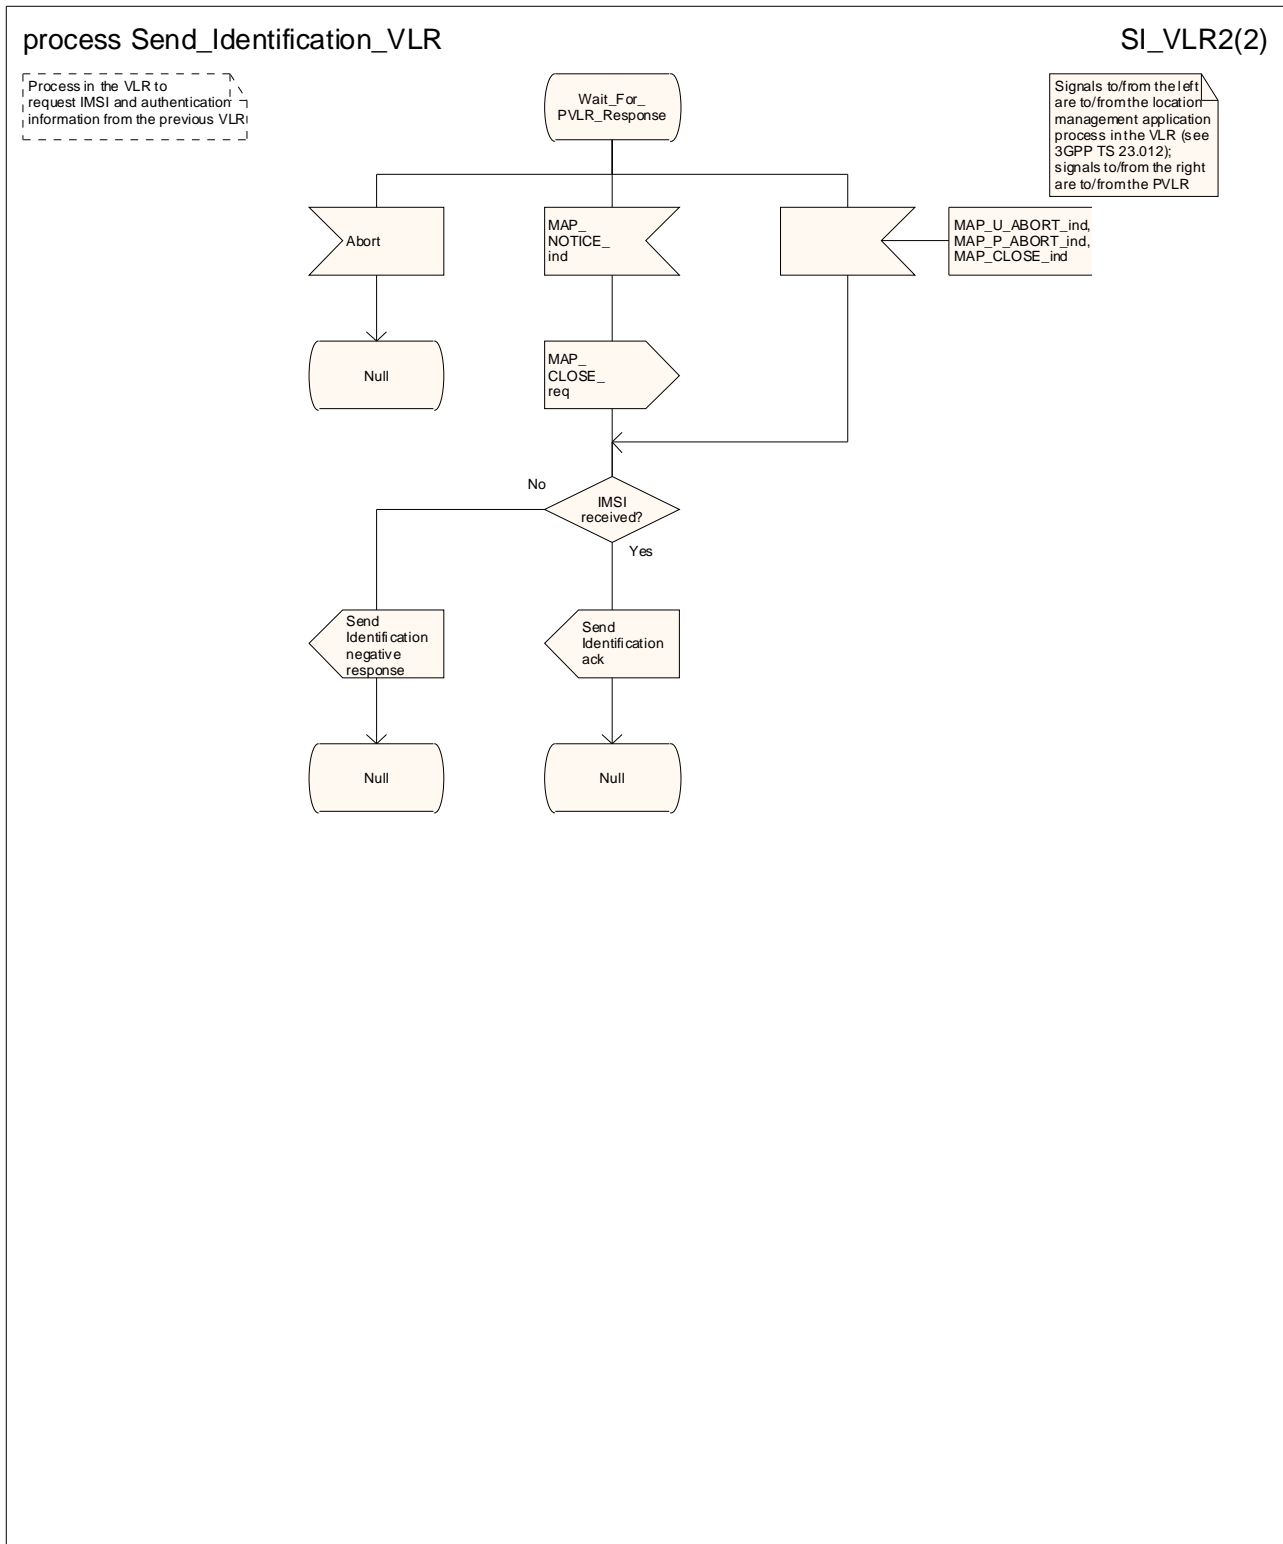 process Send_Identification_VLR
SI_VLR2(2)
Process in the VLR to
request IMSI and authentication
information from the previous VLR
Wait_For_
PVLR_Response
Signals to/from the left
are to/from the location
management application
process in the VLR (see
3GPP TS 23.012);
signals to/from the right
are to/from the PVLR
Abort
MAP_
NOTICE_
ind
MAP_U_ABORT_ind,
MAP_P_ABORT_ind,
MAP_CLOSE_ind
Null
MAP_
CLOSE_
req
No
IMSI
received?
Yes
Send
Identification
negative
response
Send
Identification
ack
Null
Null